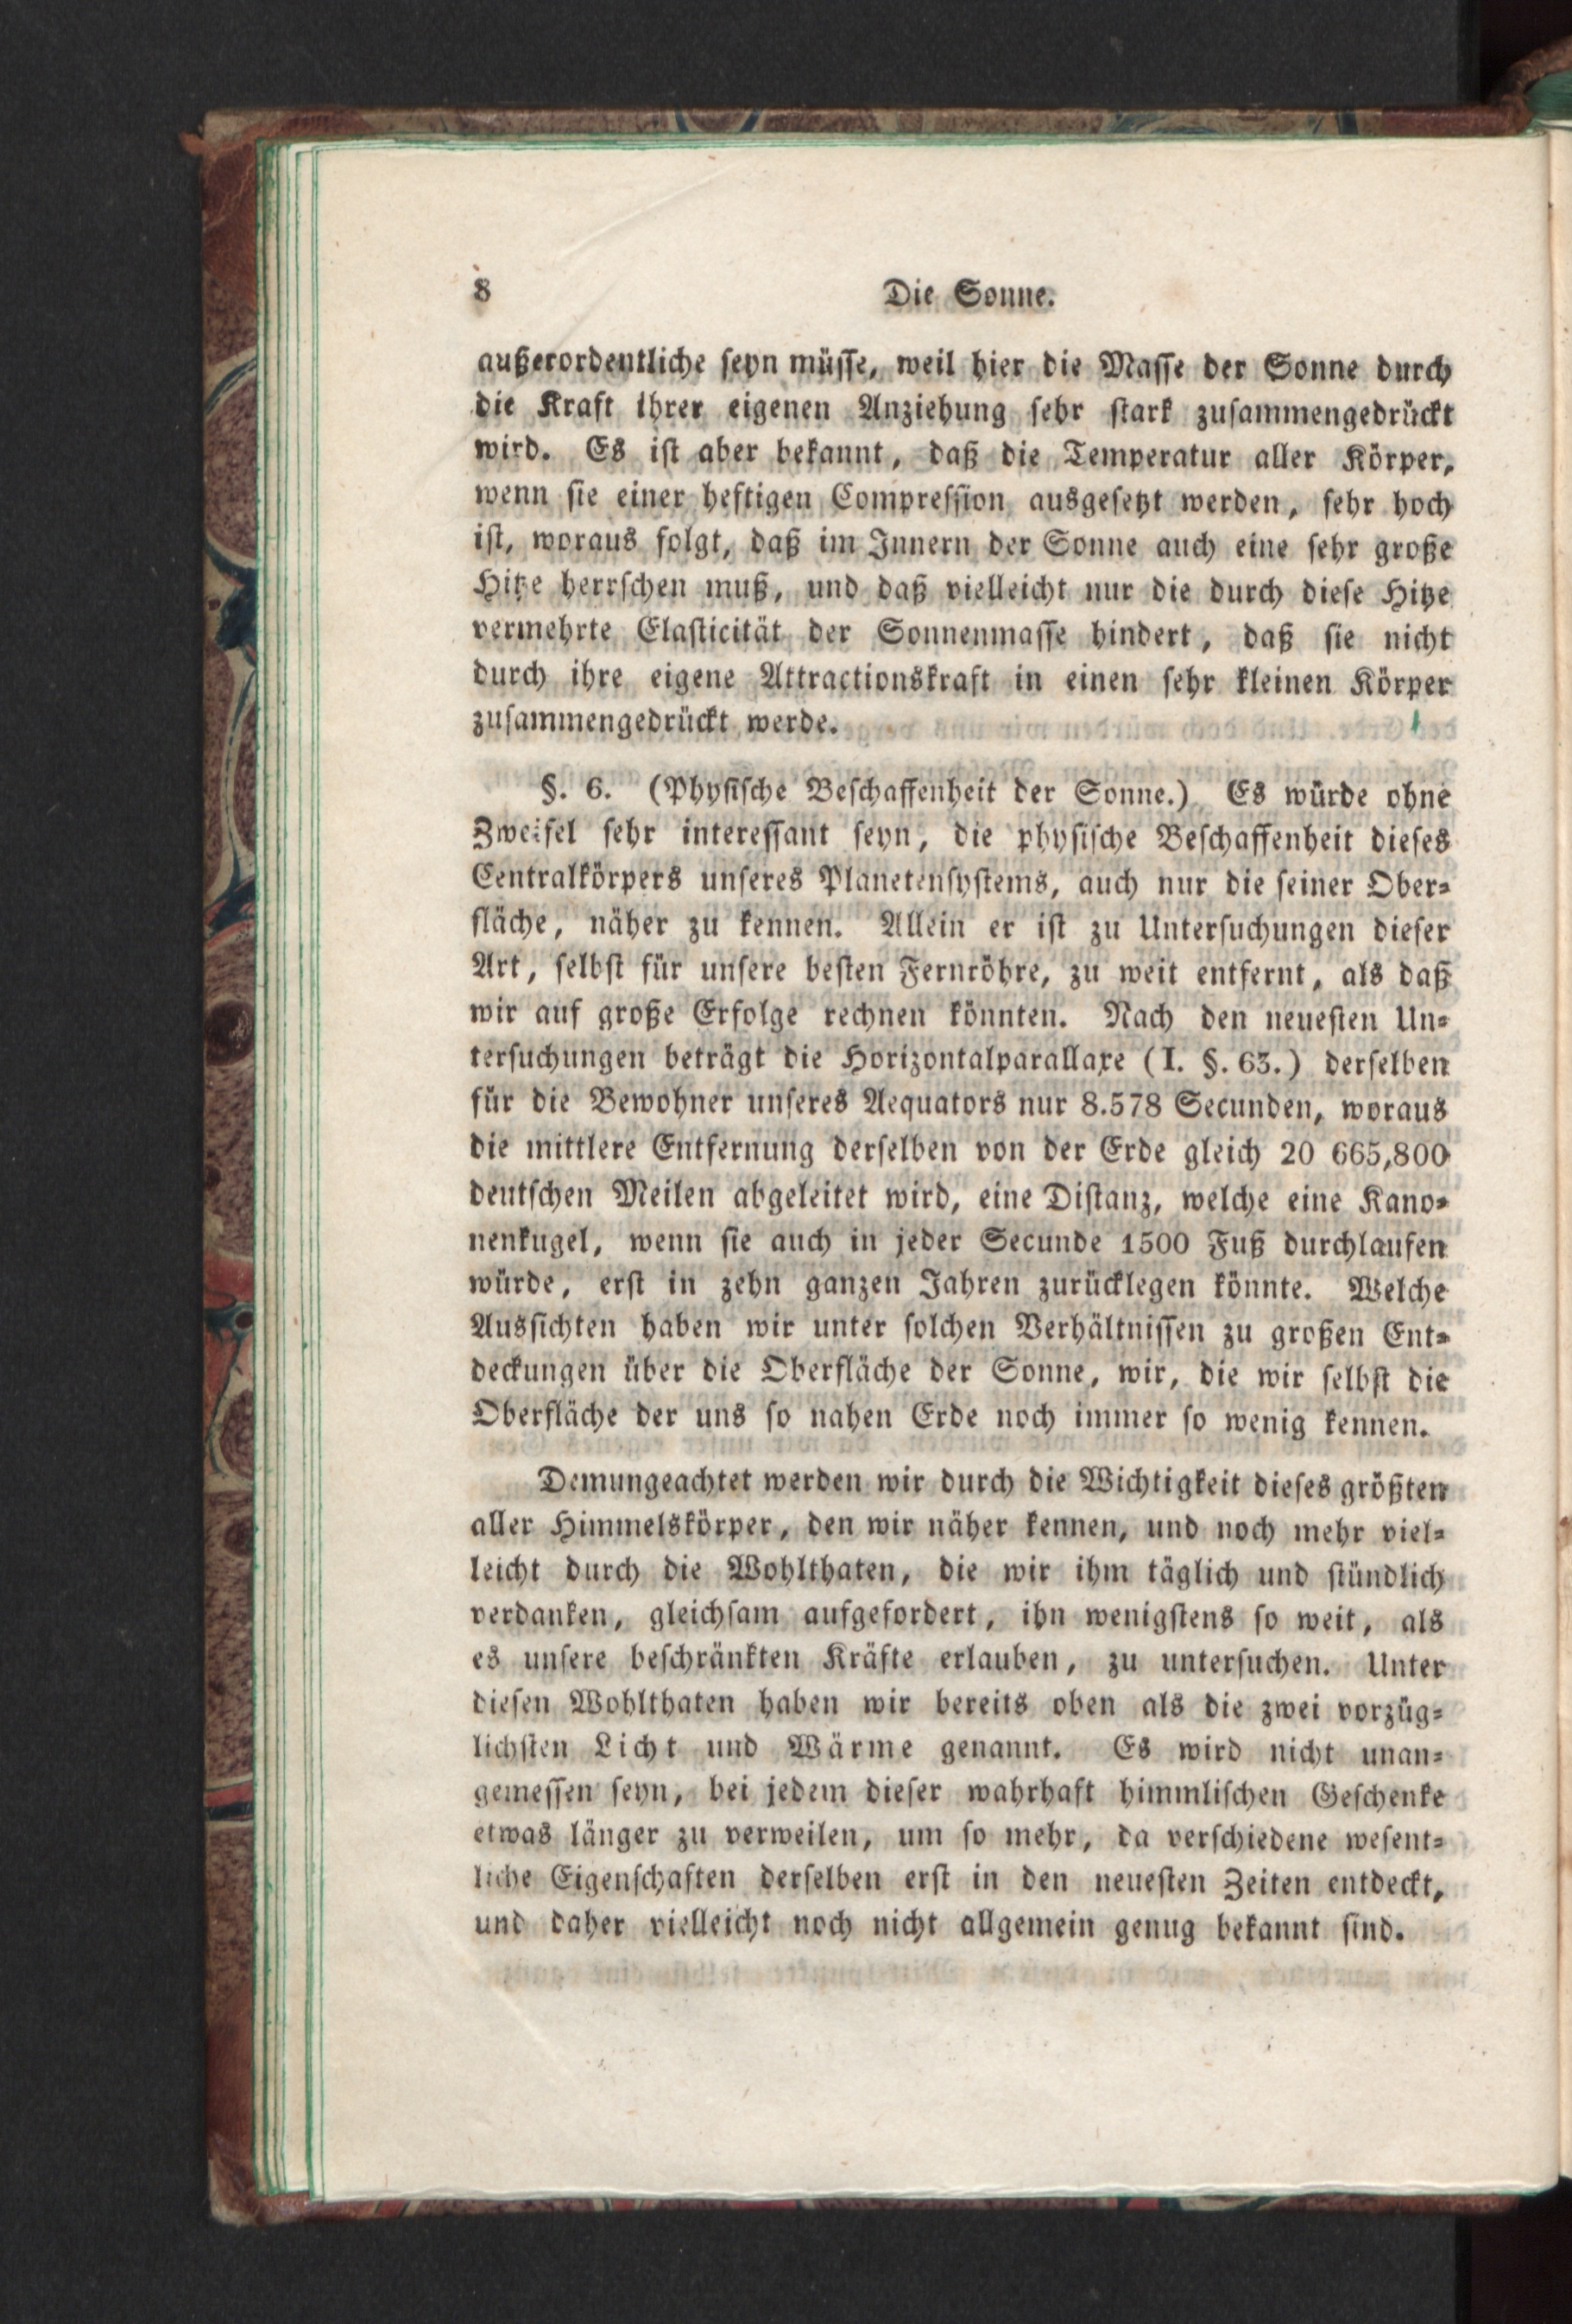 8 Die Sonne.
außerordentliche seyn müsse, weil hier die Masse der Sonne durch
die Kraft ihrer eigenen Anziehung sehr stark zusammengedrückt
wird. Es ist aber bekannt, daß die Temperatur aller Körper,
wenn sie einer heftigen Compression ausgesetzt werden, sehr hoch
ist, woraus folgt, daß im Innern der Sonne auch eine sehr große
Hitze herrschen muß, und daß vielleicht nur die durch diese Hitze
vermehrte Elasticität der Sonnenmasse hindert, daß sie nicht
durch ihre eigene Attractionskraft in einen sehr kleinen Körper
zusammengedrückt werde.
§. 6. (Physische Beschaffenheit der Sonne.) Es würde ohne
Zweifel sehr interessant seyn, die physische Beschaffenheit dieses
Centralkörpers unseres Planetensystems, auch nur die seiner Ober-
fläche, näher zu kennen. Allein er ist zu Untersuchungen dieser
Art, selbst für unsere besten Fernröhre, zu weit entfernt, als daß
wir auf große Erfolge rechnen könnten. Nach den neuesten Un-
tersuchungen beträgt die Horizontalparallaxe (I. §. 63.) derselben
für die Bewohner unseres Aequators nur 8.578 Secunden, woraus
die mittlere Entfernung derselben von der Erde gleich 20 665,800
deutschen Meilen abgeleitet wird, eine Distanz, welche eine Kano-
nenkugel, wenn sie auch in jeder Secunde 1500 Fuß durchlaufen
würde, erst in zehn ganzen Jahren zurücklegen könnte. Welche
Aussichten haben wir unter solchen Verhältnissen zu großen Ent-
deckungen über die Oberfläche der Sonne, wir, die wir selbst die
Oberfläche der uns so nahen Erde noch immer so wenig kennen.
Demungeachtet werden wir durch die Wichtigkeit dieses größten
aller Himmelskörper, den wir näher kennen, und noch mehr viel-
leicht durch die Wohlthaten, die wir ihm täglich und stündlich
verdanken, gleichsam aufgefordert, ihn wenigstens so weit, als
es unsere beschränkten Kräfte erlauben, zu untersuchen. Unter
diesen Wohlthaten haben wir bereits oben als die zwei vorzüg-
lichsten Licht und Wärme genannt. Es wird nicht unan-
gemessen seyn, bei jedem dieser wahrhaft himmlischen Geschenke
etwas länger zu verweilen, um so mehr, da verschiedene wesent-
liche Eigenschaften derselben erst in den neuesten Zeiten entdeckt,
und daher vielleicht noch nicht allgemein genug bekannt sind.